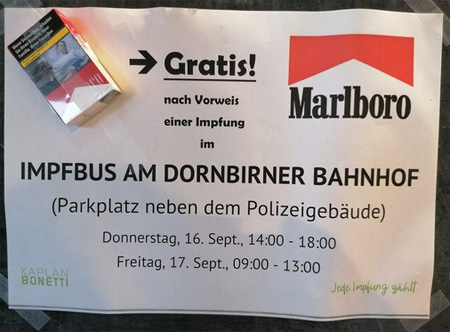 → Gratis!
nach Vorweis
einer Impfung
im
Marlboro
IMPFBUS AM DORNBIRNER BAHNHOF
(Parkplatz neben dem Polizeigebäude)
Donnerstag, 16. Sept., 14:00 - 18:00
Freitag, 17. Sept., 09:00 - 13:00
KAPLAN
BONETTI
Jede Impfung zählt